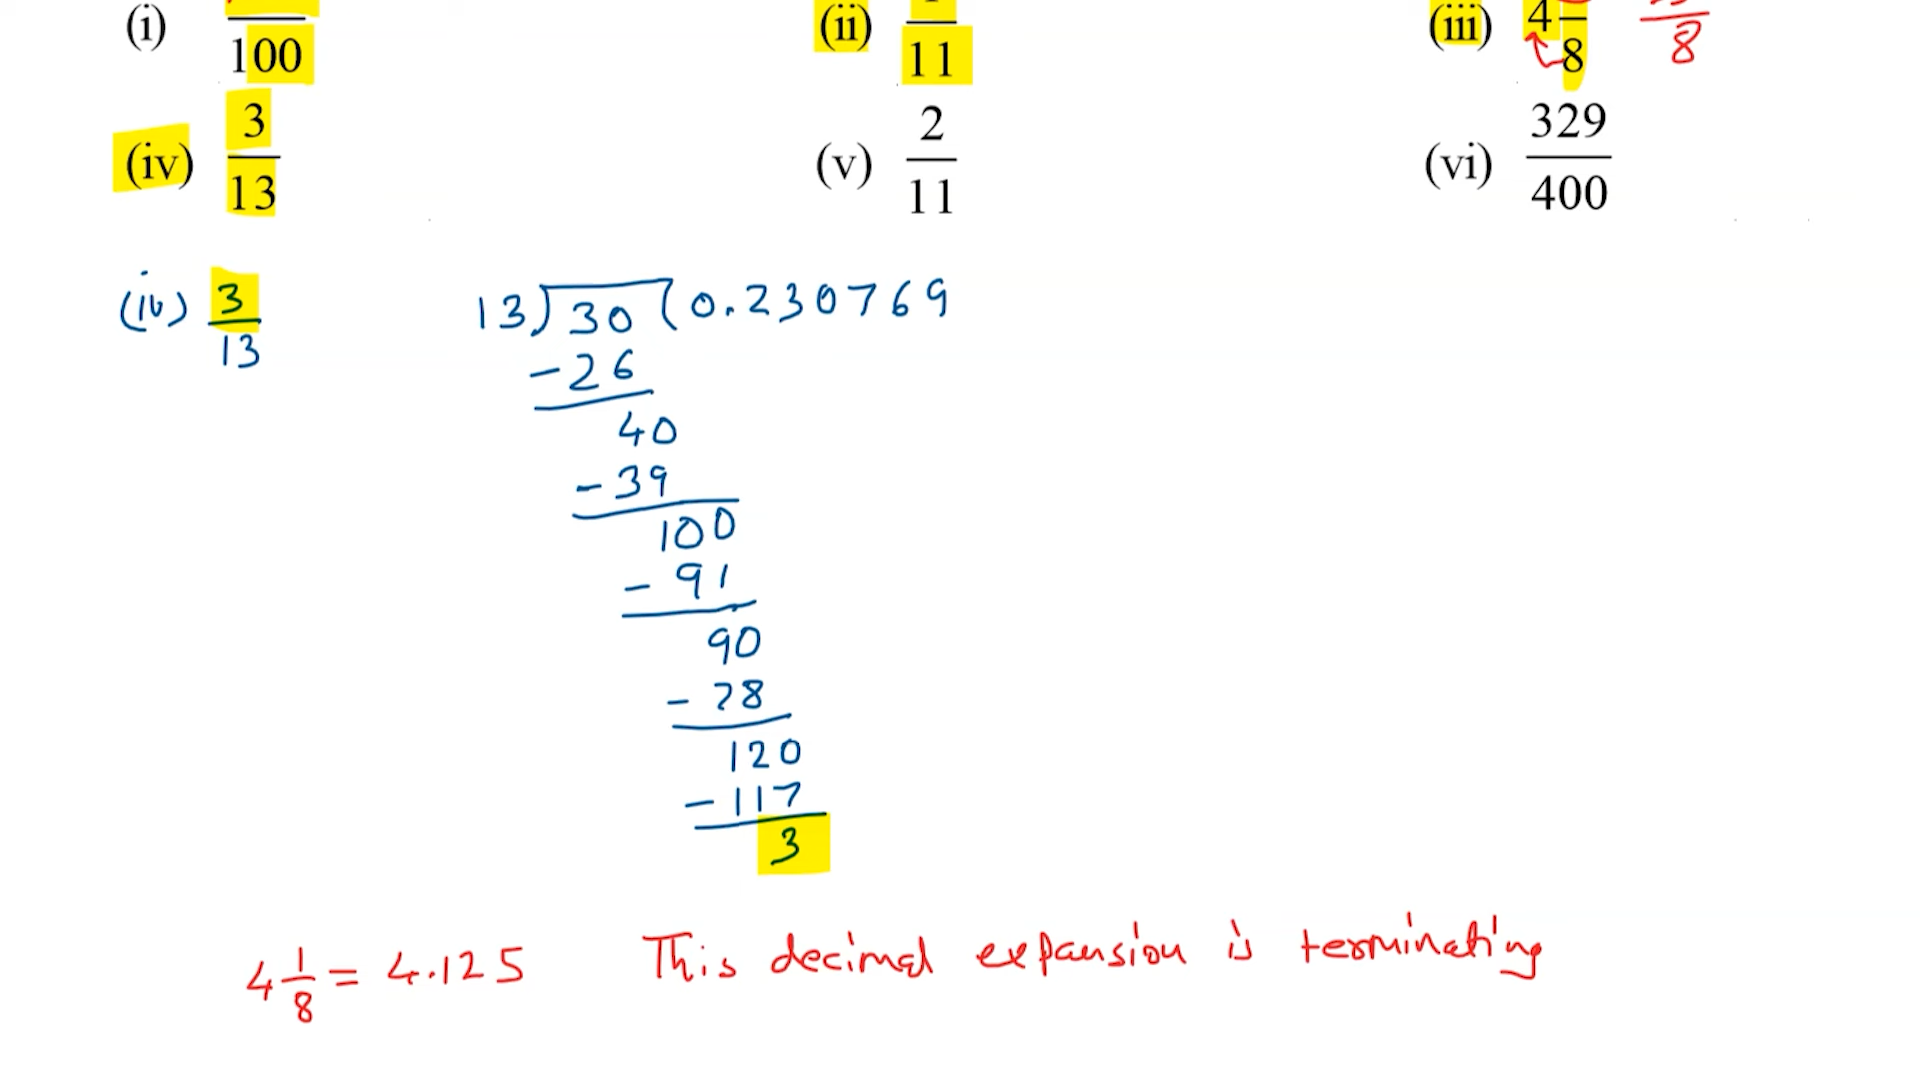 (i) 100 (ii) 11 (iii) 4 8 8
(iv) 3/13 (v) 2/11 (vi) 329/400
(iv) 3/13 13)30(0.230769
-26
40
-39
100
-91
90
-78
120
-117
3
4 1/8 = 4.125 This decimal expansion is terminating